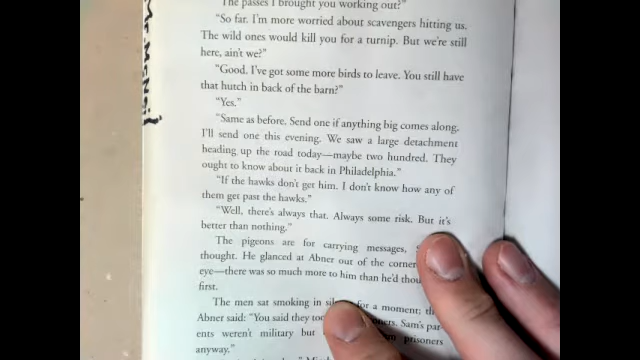 "The passes I brought you working out?"
"So far. I'm more worried about scavengers hitting us.
The wild ones would kill you for a turnip. But we're still
here, ain't we?"
"Good. I've got some more birds to leave. You still have
that hutch in back of the barn?"
"Yes."
"Same as before. Send one if anything big comes along.
I'll send one this evening. We saw a large detachment
heading up the road today—maybe two hundred. They
ought to know about it back in Philadelphia."
"If the hawks don't get him. I don't know how any of
them get past the hawks."
"Well, there's always that. Always some risk. But it's
better than nothing."
The pigeons are for carrying messages,
thought. He glanced at Abner out of the corner
eye—there was so much more to him than he'd
first.
The men sat smoking in for a moment;
Abner said: "You said they Sam's par-
ents weren't military but prisoners
anyway."
Mr. McNeil